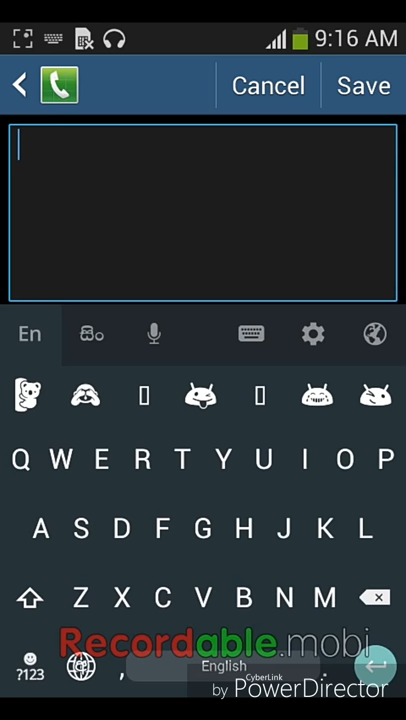 9:16 AM
Cancel
Save
En
සිං
Q W E R T Y U I O P
A S D F G H J K L
Z X C V B N M
Recordable.mobi
?123
,
English
.
CyberLink
by PowerDirector